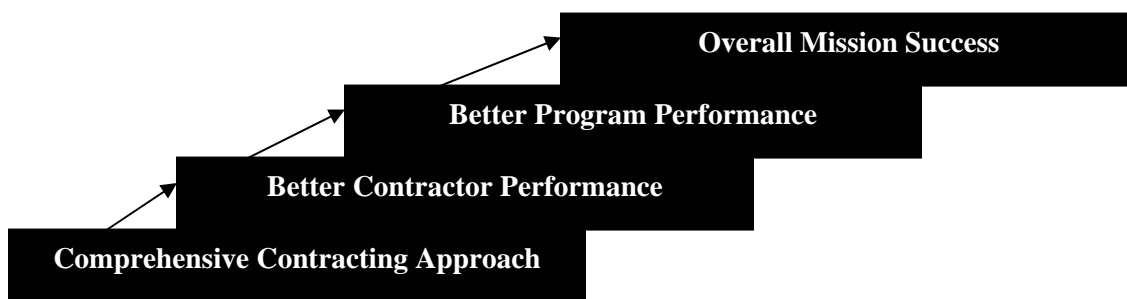 Overall Mission Success
Better Program Performance
Better Contractor Performance
Comprehensive Contracting Approach